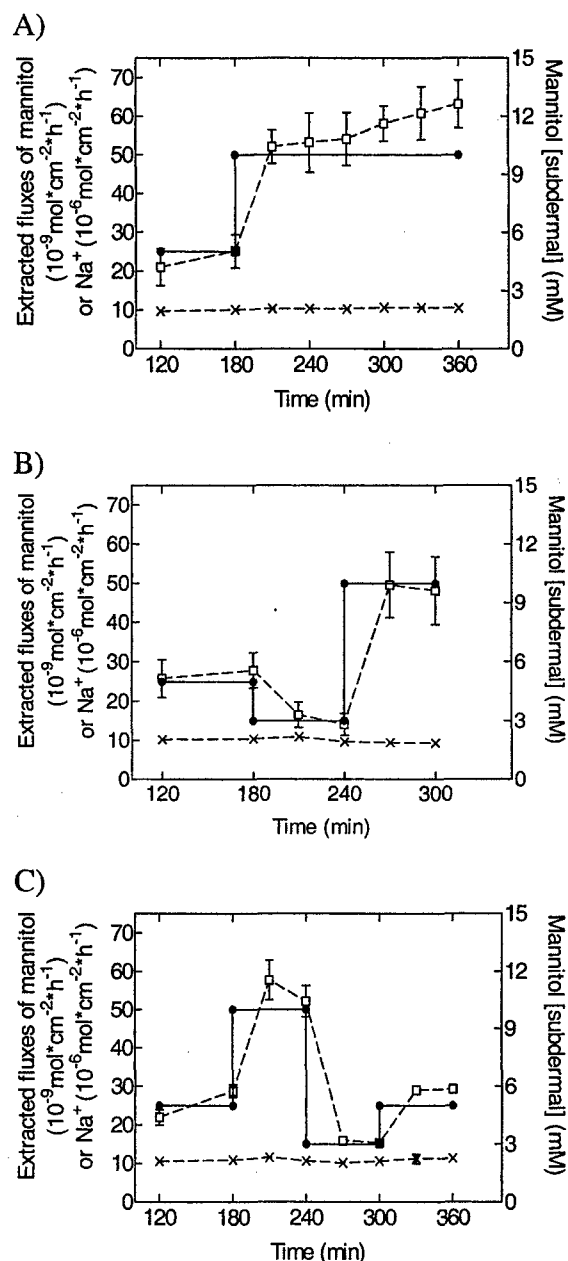 A)
Extracted fluxes of mannitol
(10⁻⁹mol*cm⁻²*h⁻¹)
or Na⁺ (10⁻⁶mol*cm⁻²*h⁻¹)
70
60
50
40
30
20
10
0
15
12
9
6
3
0
Mannitol [subdermal] (mM)
120 180 240 300 360
Time (min)
B)
Extracted fluxes of mannitol
(10⁻⁹mol*cm⁻²*h⁻¹)
or Na⁺ (10⁻⁶mol*cm⁻²*h⁻¹)
70
60
50
40
30
20
10
0
15
12
9
6
3
0
Mannitol [subdermal] (mM)
120 180 240 300
Time (min)
C)
Extracted fluxes of mannitol
(10⁻⁹mol*cm⁻²*h⁻¹)
or Na⁺ (10⁻⁶mol*cm⁻²*h⁻¹)
70
60
50
40
30
20
10
0
15
12
9
6
3
0
Mannitol [subdermal] (mM)
120 180 240 300 360
Time (min)